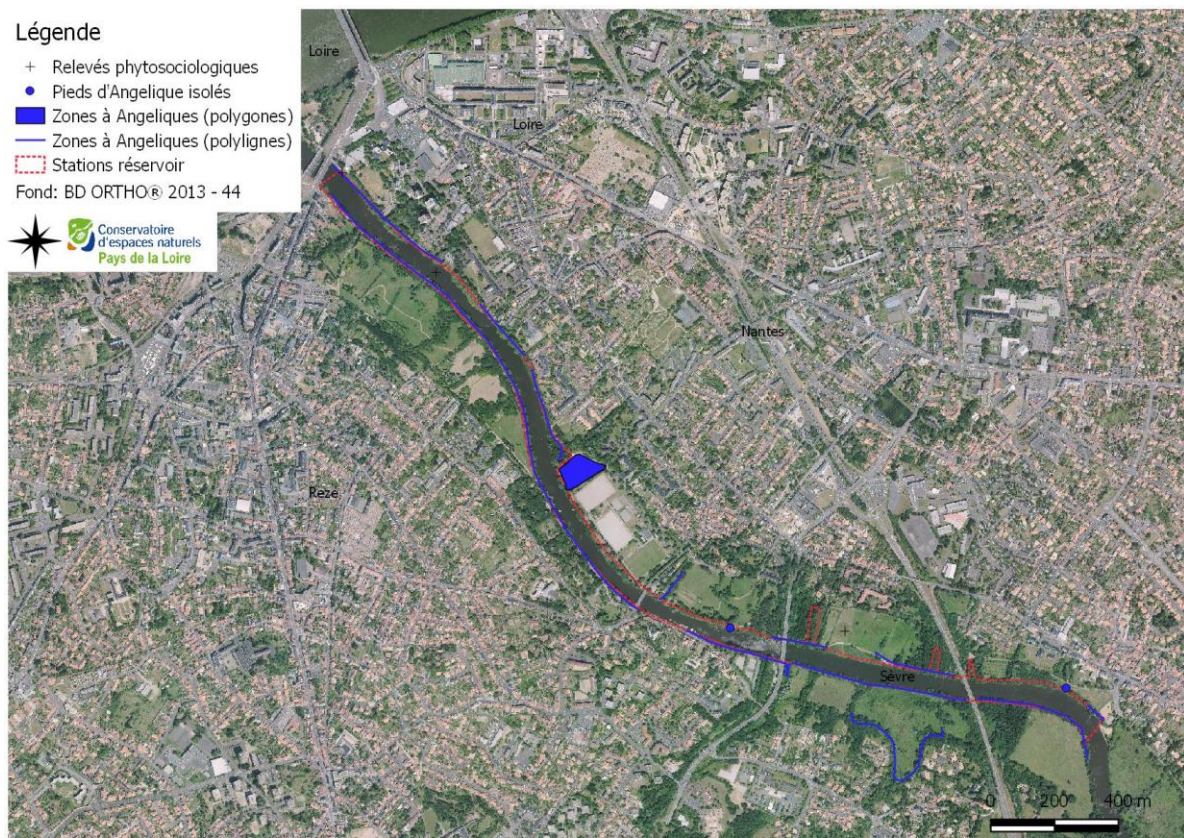 Légende
Relevés phytosociologiques
Pieds d'Angelique isolés
Zones à Angeliques (polygones)
Zones à Angeliques (polylignes)
Stations réservoir
Fond: BD ORTHO® 2013 - 44
Conservatoire
d'espaces naturels
Pays de la Loire
Loire
Loire
Nantes
Reze
Sèvre
0 200 400 m